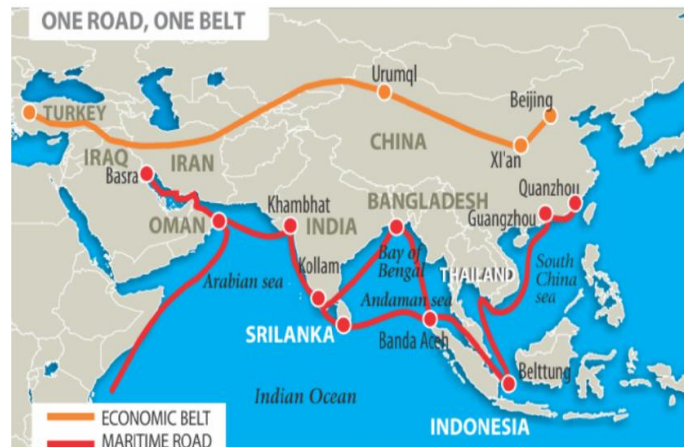 ONE ROAD, ONE BELT
Urumql
Beijing
TURKEY
CHINA
XI'an
IRAQ
IRAN
Basra
Quanzhou
Khambhat
BANGLADESH
Guangzhou
OMAN
INDIA
Bay of
Bengal
South
China
sea
Kollam
THAILAND
Arabian sea
Andaman sea
SRILANKA
Banda Aceh
Belttung
Indian Ocean
ECONOMIC BELT
INDONESIA
MARITIME ROAD